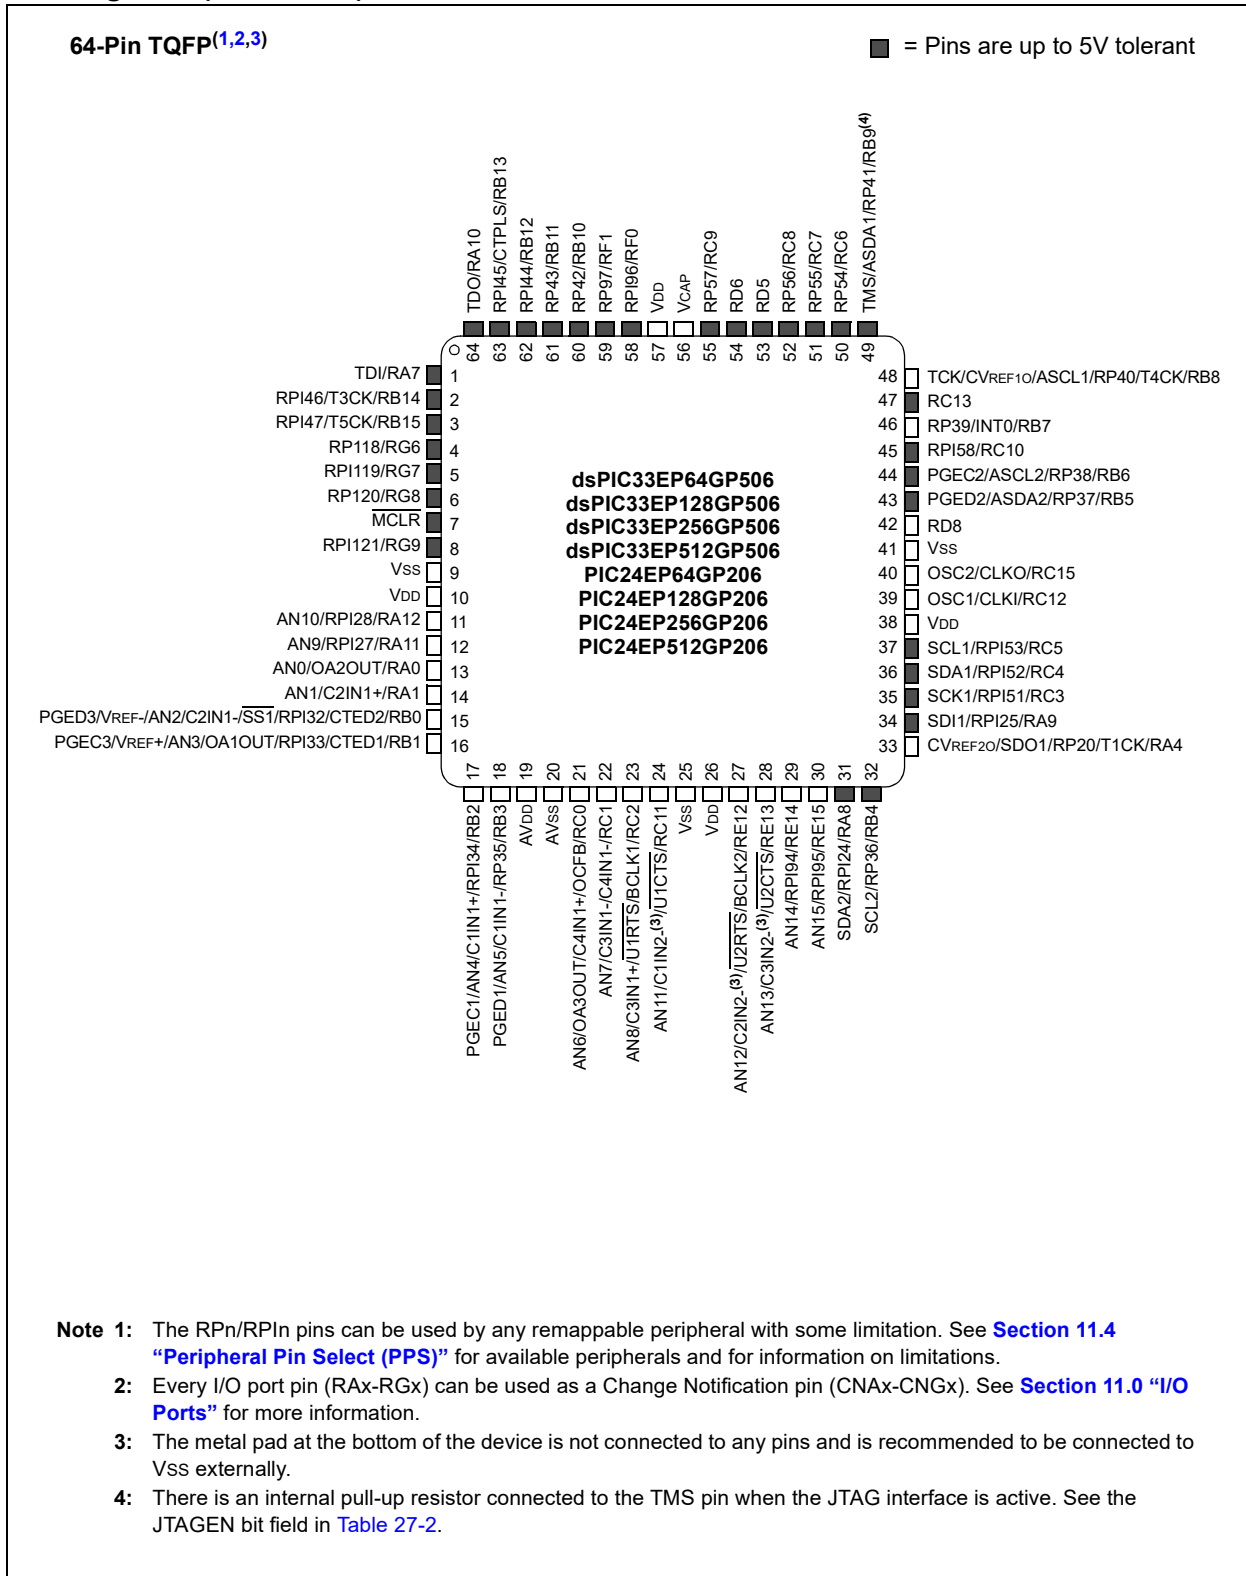 64-Pin TQFP(1,2,3)
= Pins are up to 5V tolerant
TDO/RA10
RPI45/CTPLS/RB13
RPI44/RB12
RP43/RB11
RP42/RB10
RP97/RF1
RPI96/RF0
VDD
VCAP
RP57/RC9
RD6
RD5
RP56/RC8
RP55/RC7
RP54/RC6
TMS/ASDA1/RP41/RB9(4)
64 63 62 61 60 59 58 57 56 55 54 53 52 51 50 49
TDI/RA7 1
RPI46/T3CK/RB14 2
RPI47/T5CK/RB15 3
RP118/RG6 4
RPI119/RG7 5
RP120/RG8 6
MCLR 7
RPI121/RG9 8
VSS 9
VDD 10
AN10/RPI28/RA12 11
AN9/RPI27/RA11 12
AN0/OA2OUT/RA0 13
AN1/C2IN1+/RA1 14
PGED3/VREF-/AN2/C2IN1-/SS1/RPI32/CTED2/RB0 15
PGEC3/VREF+/AN3/OA1OUT/RPI33/CTED1/RB1 16
dsPIC33EP64GP506
dsPIC33EP128GP506
dsPIC33EP256GP506
dsPIC33EP512GP506
PIC24EP64GP206
PIC24EP128GP206
PIC24EP256GP206
PIC24EP512GP206
48 TCK/CVREF1O/ASCL1/RP40/T4CK/RB8
47 RC13
46 RP39/INT0/RB7
45 RPI58/RC10
44 PGEC2/ASCL2/RP38/RB6
43 PGED2/ASDA2/RP37/RB5
42 RD8
41 VSS
40 OSC2/CLKO/RC15
39 OSC1/CLKI/RC12
38 VDD
37 SCL1/RPI53/RC5
36 SDA1/RPI52/RC4
35 SCK1/RPI51/RC3
34 SDI1/RPI25/RA9
33 CVREF2O/SDO1/RP20/T1CK/RA4
17 18 19 20 21 22 23 24 25 26 27 28 29 30 31 32
PGEC1/AN4/C1IN1+/RPI34/RB2
PGED1/AN5/C1IN1-/RP35/RB3
AVDD
AVSS
AN6/OA3OUT/C4IN1+/OCFB/RC0
AN7/C3IN1-/C4IN1-/RC1
AN8/C3IN1+/U1RTS/BCLK1/RC2
AN11/C1IN2-(3)/U1CTS/RC11
VSS
VDD
AN12/C2IN2-(3)/U2RTS/BCLK2/RE12
AN13/C3IN2-(3)/U2CTS/RE13
AN14/RPI94/RE14
AN15/RPI95/RE15
SDA2/RPI24/RA8
SCL2/RP36/RB4
Note 1: The RPn/RPIn pins can be used by any remappable peripheral with some limitation. See Section 11.4
“Peripheral Pin Select (PPS)” for available peripherals and for information on limitations.
2: Every I/O port pin (RAx-RGx) can be used as a Change Notification pin (CNAx-CNGx). See Section 11.0 “I/O
Ports” for more information.
3: The metal pad at the bottom of the device is not connected to any pins and is recommended to be connected to
VSS externally.
4: There is an internal pull-up resistor connected to the TMS pin when the JTAG interface is active. See the
JTAGEN bit field in Table 27-2.